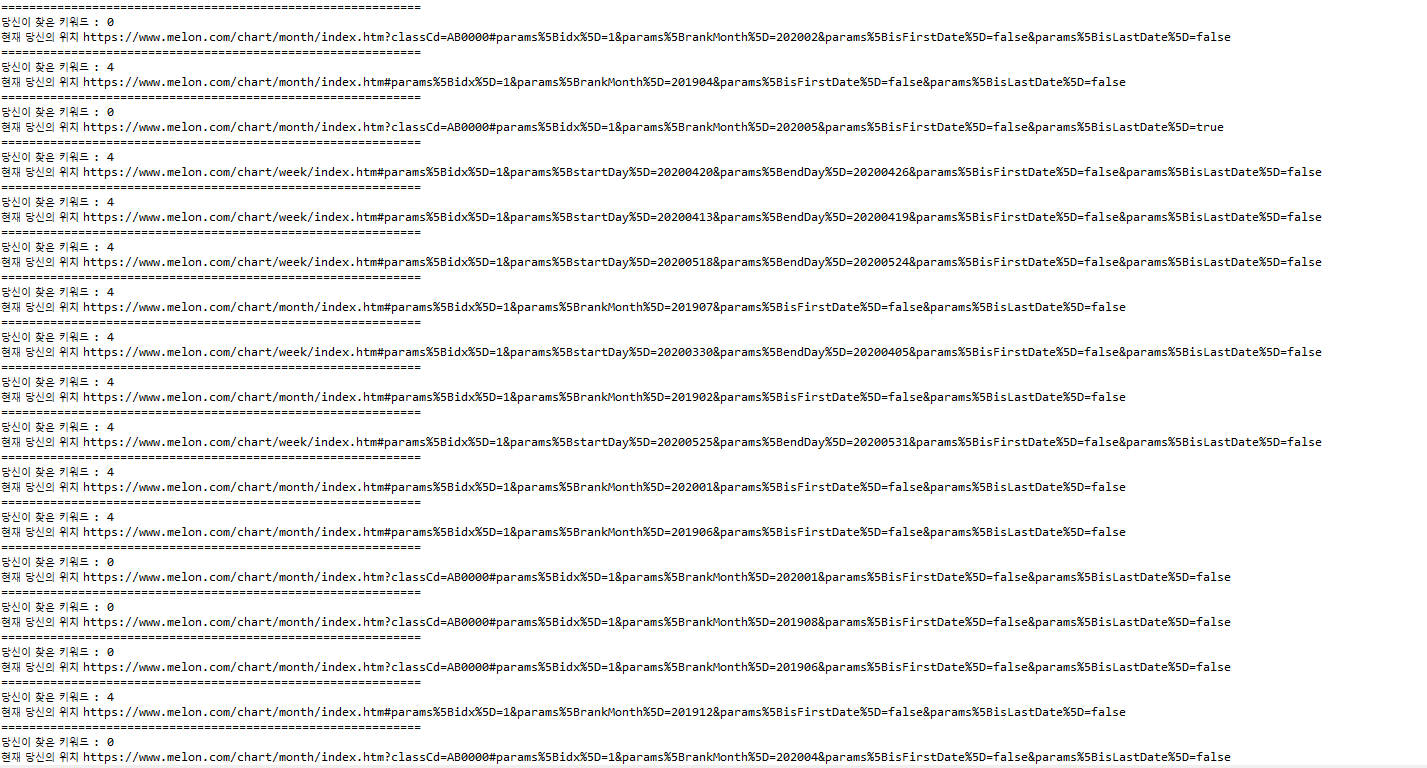 ============================================================
당신이 찾은 키워드 : 0
현재 당신의 위치 https://www.melon.com/chart/month/index.htm?classCd=AB0000#params%5Bidx%5D=1&params%5BrankMonth%5D=202002&params%5BisFirstDate%5D=false&params%5BisLastDate%5D=false
============================================================
당신이 찾은 키워드 : 4
현재 당신의 위치 https://www.melon.com/chart/month/index.htm#params%5Bidx%5D=1&params%5BrankMonth%5D=201904&params%5BisFirstDate%5D=false&params%5BisLastDate%5D=false
============================================================
당신이 찾은 키워드 : 0
현재 당신의 위치 https://www.melon.com/chart/month/index.htm?classCd=AB0000#params%5Bidx%5D=1&params%5BrankMonth%5D=202005&params%5BisFirstDate%5D=false&params%5BisLastDate%5D=true
============================================================
당신이 찾은 키워드 : 4
현재 당신의 위치 https://www.melon.com/chart/week/index.htm#params%5Bidx%5D=1&params%5BstartDay%5D=20200420&params%5BendDay%5D=20200426&params%5BisFirstDate%5D=false&params%5BisLastDate%5D=false
============================================================
당신이 찾은 키워드 : 4
현재 당신의 위치 https://www.melon.com/chart/week/index.htm#params%5Bidx%5D=1&params%5BstartDay%5D=20200413&params%5BendDay%5D=20200419&params%5BisFirstDate%5D=false&params%5BisLastDate%5D=false
============================================================
당신이 찾은 키워드 : 4
현재 당신의 위치 https://www.melon.com/chart/week/index.htm#params%5Bidx%5D=1&params%5BstartDay%5D=20200518&params%5BendDay%5D=20200524&params%5BisFirstDate%5D=false&params%5BisLastDate%5D=false
============================================================
당신이 찾은 키워드 : 4
현재 당신의 위치 https://www.melon.com/chart/month/index.htm#params%5Bidx%5D=1&params%5BrankMonth%5D=201907&params%5BisFirstDate%5D=false&params%5BisLastDate%5D=false
============================================================
당신이 찾은 키워드 : 4
현재 당신의 위치 https://www.melon.com/chart/week/index.htm#params%5Bidx%5D=1&params%5BstartDay%5D=20200330&params%5BendDay%5D=20200405&params%5BisFirstDate%5D=false&params%5BisLastDate%5D=false
============================================================
당신이 찾은 키워드 : 4
현재 당신의 위치 https://www.melon.com/chart/month/index.htm#params%5Bidx%5D=1&params%5BrankMonth%5D=201902&params%5BisFirstDate%5D=false&params%5BisLastDate%5D=false
============================================================
당신이 찾은 키워드 : 4
현재 당신의 위치 https://www.melon.com/chart/week/index.htm#params%5Bidx%5D=1&params%5BstartDay%5D=20200525&params%5BendDay%5D=20200531&params%5BisFirstDate%5D=false&params%5BisLastDate%5D=false
============================================================
당신이 찾은 키워드 : 4
현재 당신의 위치 https://www.melon.com/chart/month/index.htm#params%5Bidx%5D=1&params%5BrankMonth%5D=202001&params%5BisFirstDate%5D=false&params%5BisLastDate%5D=false
============================================================
당신이 찾은 키워드 : 4
현재 당신의 위치 https://www.melon.com/chart/month/index.htm#params%5Bidx%5D=1&params%5BrankMonth%5D=201906&params%5BisFirstDate%5D=false&params%5BisLastDate%5D=false
============================================================
당신이 찾은 키워드 : 0
현재 당신의 위치 https://www.melon.com/chart/month/index.htm?classCd=AB0000#params%5Bidx%5D=1&params%5BrankMonth%5D=202001&params%5BisFirstDate%5D=false&params%5BisLastDate%5D=false
============================================================
당신이 찾은 키워드 : 0
현재 당신의 위치 https://www.melon.com/chart/month/index.htm?classCd=AB0000#params%5Bidx%5D=1&params%5BrankMonth%5D=201908&params%5BisFirstDate%5D=false&params%5BisLastDate%5D=false
============================================================
당신이 찾은 키워드 : 0
현재 당신의 위치 https://www.melon.com/chart/month/index.htm?classCd=AB0000#params%5Bidx%5D=1&params%5BrankMonth%5D=201906&params%5BisFirstDate%5D=false&params%5BisLastDate%5D=false
============================================================
당신이 찾은 키워드 : 4
현재 당신의 위치 https://www.melon.com/chart/month/index.htm#params%5Bidx%5D=1&params%5BrankMonth%5D=201912&params%5BisFirstDate%5D=false&params%5BisLastDate%5D=false
============================================================
당신이 찾은 키워드 : 0
현재 당신의 위치 https://www.melon.com/chart/month/index.htm?classCd=AB0000#params%5Bidx%5D=1&params%5BrankMonth%5D=202004&params%5BisFirstDate%5D=false&params%5BisLastDate%5D=false